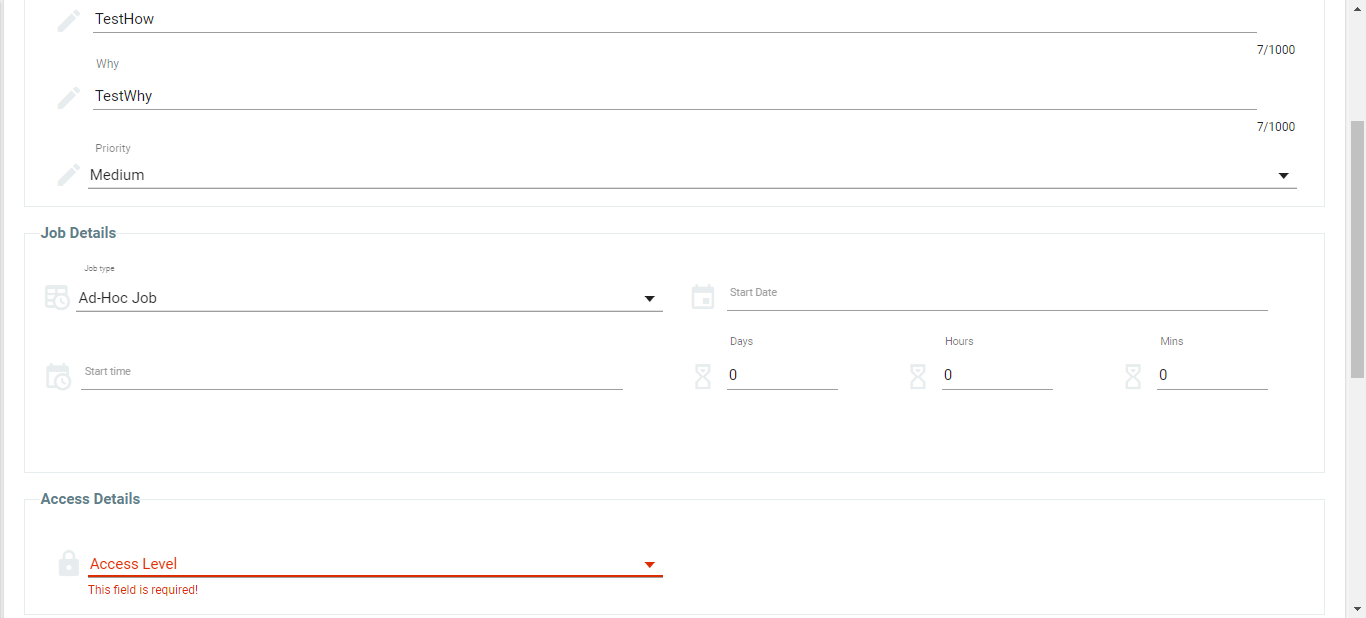 TestHow
7/1000
Why
TestWhy
7/1000
Priority
Medium
Job Details
Job type
Ad-Hoc Job
Start Date
Days Hours Mins
Start time
0 0 0
Access Details
Access Level
This field is required!